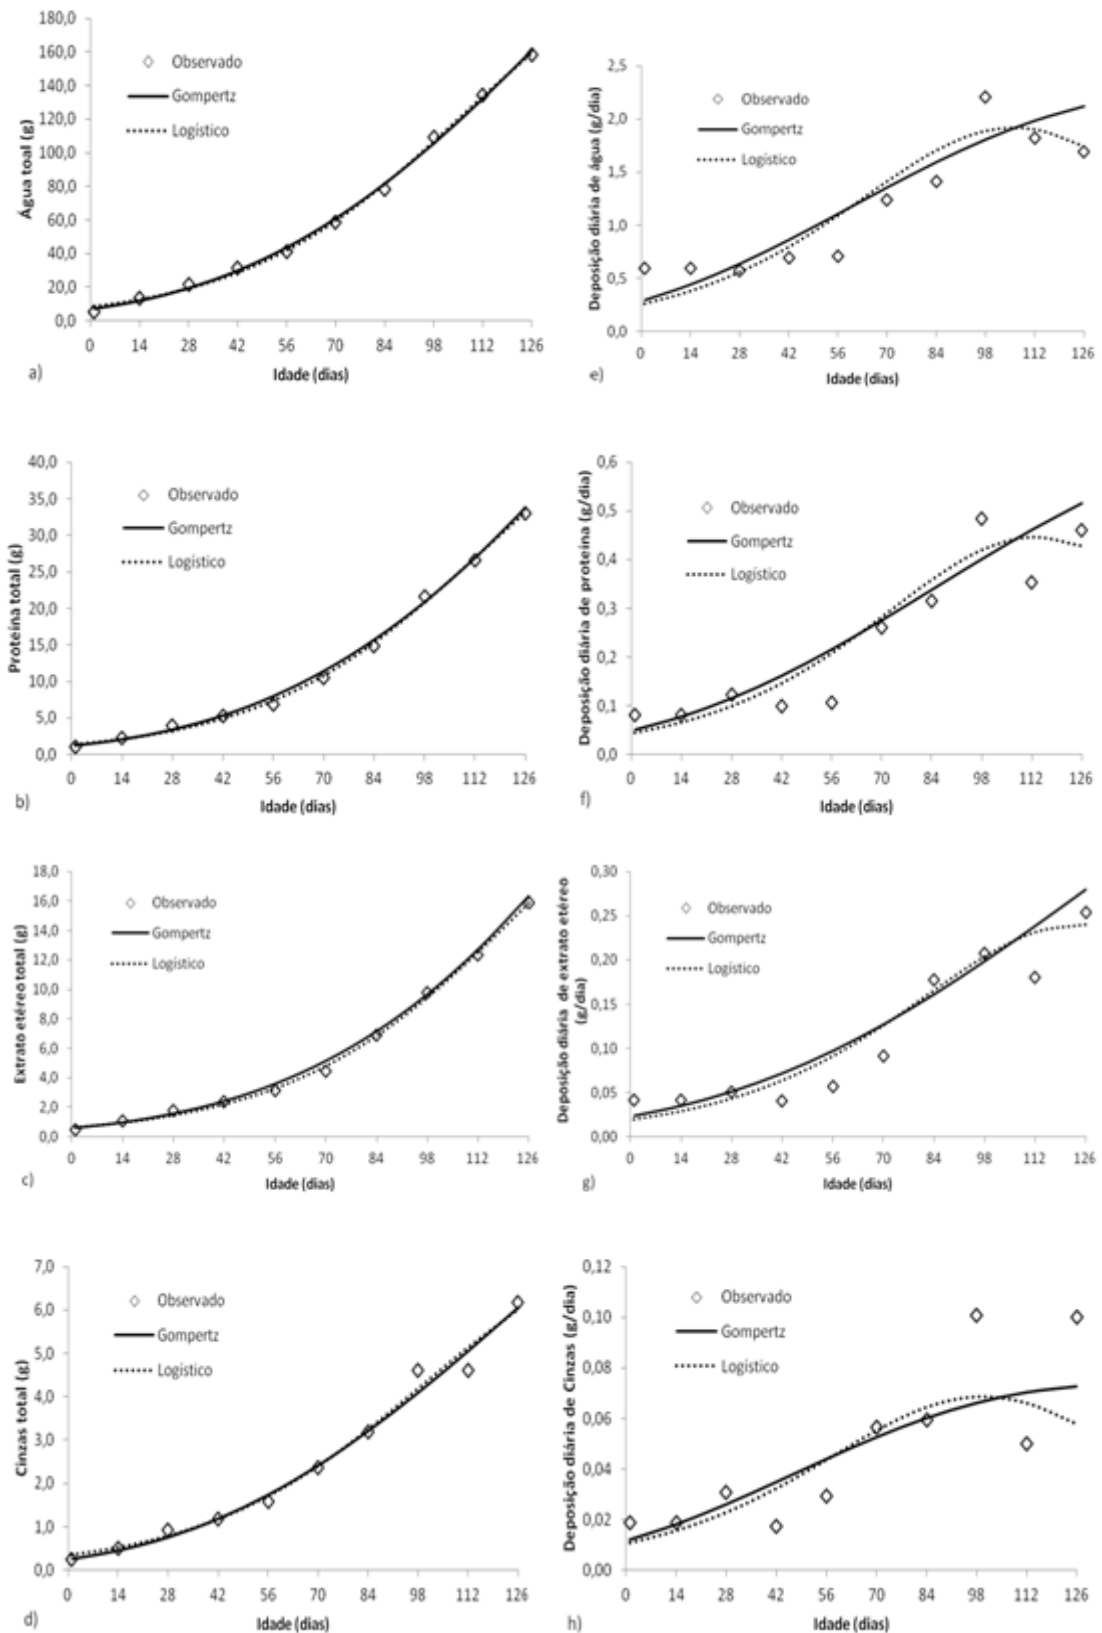 180,0
160,0
140,0
120,0
100,0
80,0
60,0
40,0
20,0
0,0
Água toal (g)
Observado
Gompertz
Logístico
0 14 28 42 56 70 84 98 112 126
Idade (dias)
a)
2,5
2,0
1,5
1,0
0,5
0,0
Deposição diária de água (g/dia)
Observado
Gompertz
Logístico
0 14 28 42 56 70 84 98 112 126
Idade (dias)
e)
40,0
35,0
30,0
25,0
20,0
15,0
10,0
5,0
0,0
Proteína total (g)
Observado
Gompertz
Logístico
0 14 28 42 56 70 84 98 112 126
Idade (dias)
b)
0,6
0,5
0,4
0,3
0,2
0,1
0,0
Deposição diária de proteína (g/dia)
Observado
Gompertz
Logístico
0 14 28 42 56 70 84 98 112 126
Idade (dias)
f)
18,0
16,0
14,0
12,0
10,0
8,0
6,0
4,0
2,0
0,0
Extrato etéreo total (g)
Observado
Gompertz
Logístico
0 14 28 42 56 70 84 98 112 126
Idade (dias)
c)
0,30
0,25
0,20
0,15
0,10
0,05
0,00
Deposição diária de extrato etéreo
(g/dia)
Observado
Gompertz
Logístico
0 14 28 42 56 70 84 98 112 126
Idade (dias)
g)
7,0
6,0
5,0
4,0
3,0
2,0
1,0
0,0
Cinzas total (g)
Observado
Gompertz
Logístico
0 14 28 42 56 70 84 98 112 126
Idade (dias)
d)
0,12
0,10
0,08
0,06
0,04
0,02
0,00
Deposição diária de Cinzas (g/dia)
Observado
Gompertz
Logístico
0 14 28 42 56 70 84 98 112 126
Idade (dias)
h)